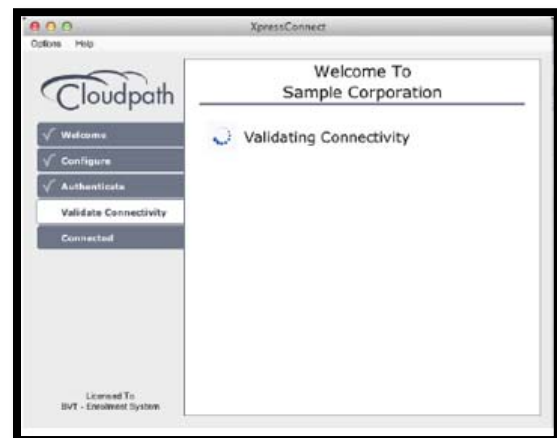 XpressConnect
Options Help
Cloudpath
Welcome To
Sample Corporation
Welcome
Configure
Authenticate
Validate Connectivity
Connected
Validating Connectivity
Licensed To
BVT - Enrollment System